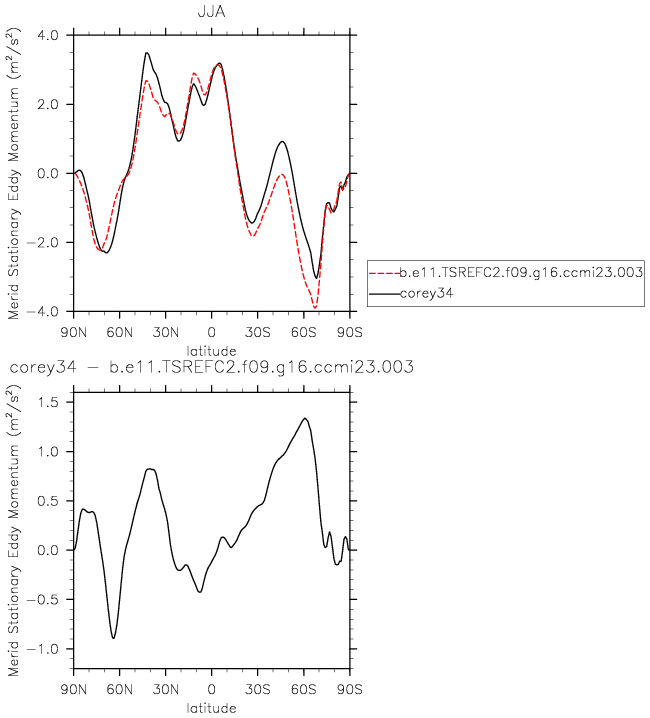 JJA
Merid Stationary Eddy Momentum (m²/s²)
4.0
2.0
0.0
−2.0
−4.0
90N 60N 30N 0 30S 60S 90S
latitude
b.e11.TSREFC2.f09.g16.ccmi23.003
corey34
corey34 − b.e11.TSREFC2.f09.g16.ccmi23.003
Merid Stationary Eddy Momentum (m²/s²)
1.5
1.0
0.5
0.0
−0.5
−1.0
90N 60N 30N 0 30S 60S 90S
latitude